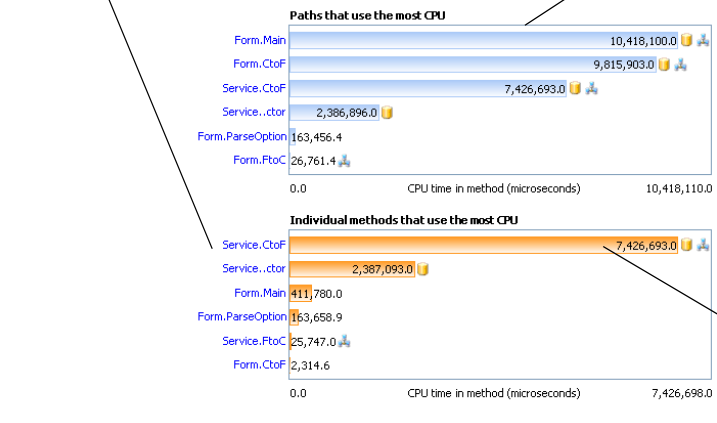 Paths that use the most CPU
Form.Main 10,418,100.0
Form.CtoF 9,815,903.0
Service.CtoF 7,426,693.0
Service..ctor 2,386,896.0
Form.ParseOption 163,456.4
Form.FtoC 26,761.4
0.0 CPU time in method (microseconds) 10,418,110.0
Individual methods that use the most CPU
Service.CtoF 7,426,693.0
Service..ctor 2,387,093.0
Form.Main 411,780.0
Form.ParseOption 163,658.9
Service.FtoC 25,747.0
Form.CtoF 2,314.6
0.0 CPU time in method (microseconds) 7,426,698.0